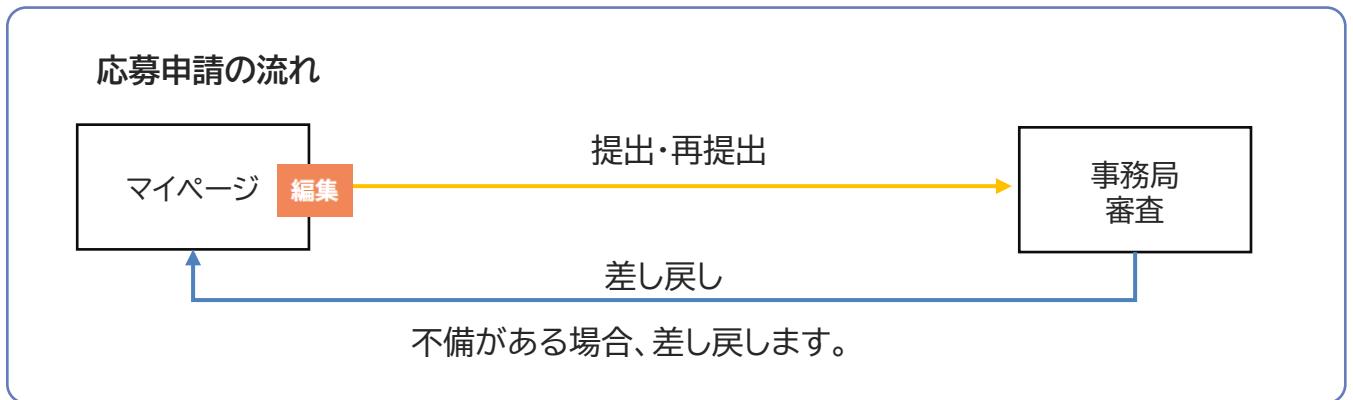 応募申請の流れ
提出・再提出
マイページ
編集
事務局
審査
差し戻し
不備がある場合、差し戻します。